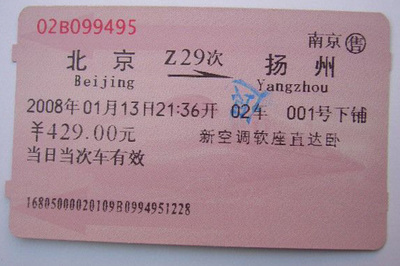 02B099495
南京 售
北京 Z29次 扬州
Beijing Yangzhou
2008年01月13日21:36开 02车 001号下铺
¥429.00元 新空调软座直达卧
当日当次车有效
16805000020109B0994951228